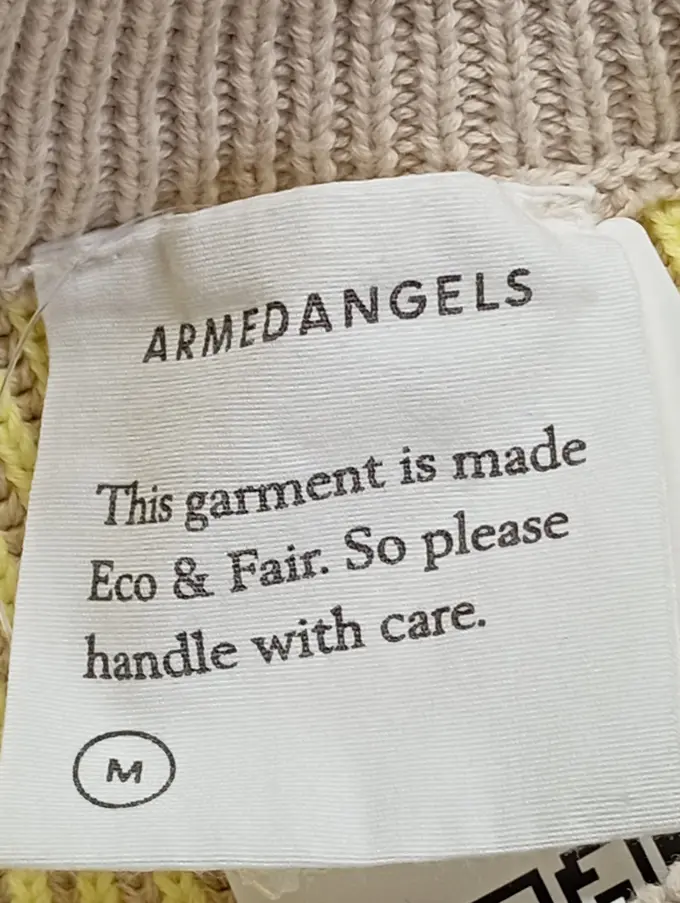 ARMEDANGELS
This garment is made
Eco & Fair. So please
handle with care.
M